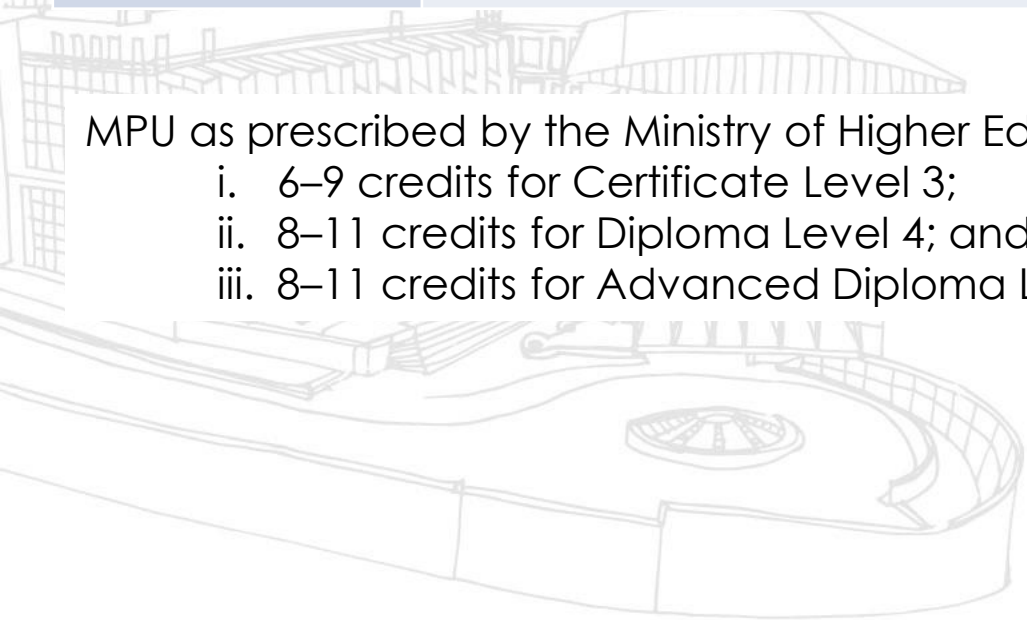 MPU as prescribed by the Ministry of Higher
i. 6–9 credits for Certificate Level 3;
ii. 8–11 credits for Diploma Level 4; and
iii. 8–11 credits for Advanced Diploma